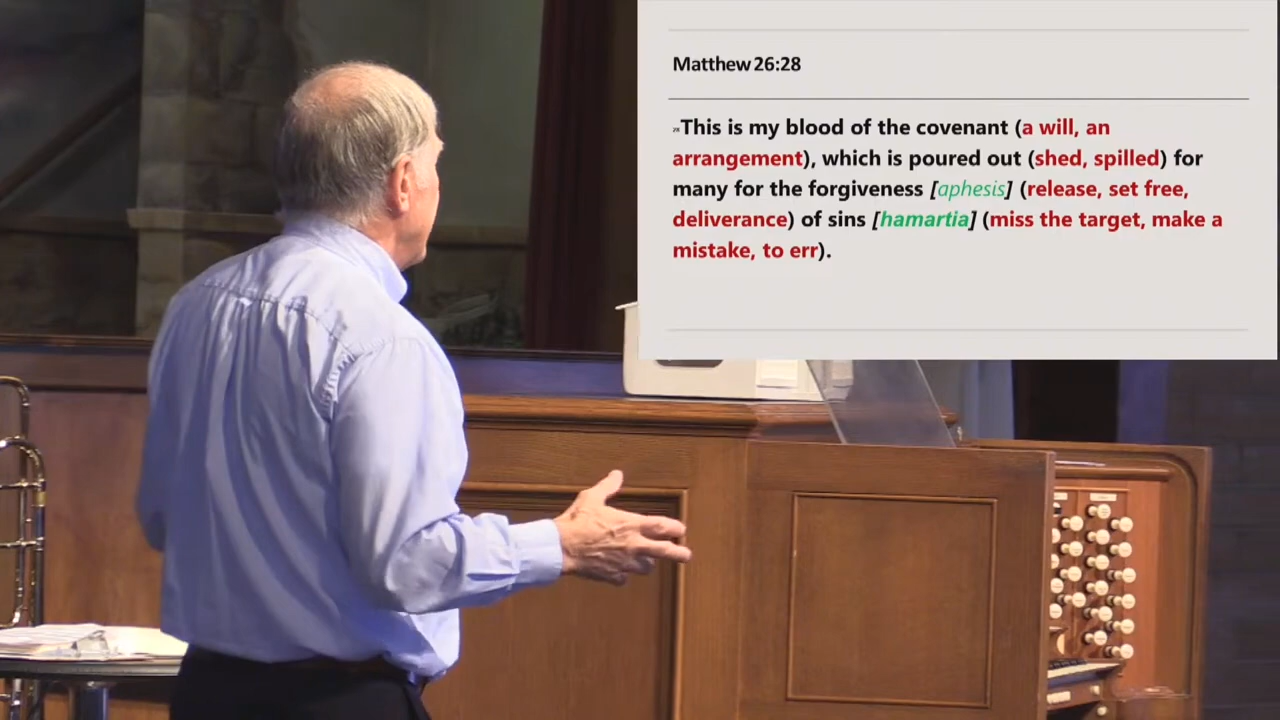 Matthew 26:28
28 This is my blood of the covenant (a will, an
arrangement), which is poured out (shed, spilled) for
many for the forgiveness [aphesis] (release, set free,
deliverance) of sins [hamartia] (miss the target, make a
mistake, to err).